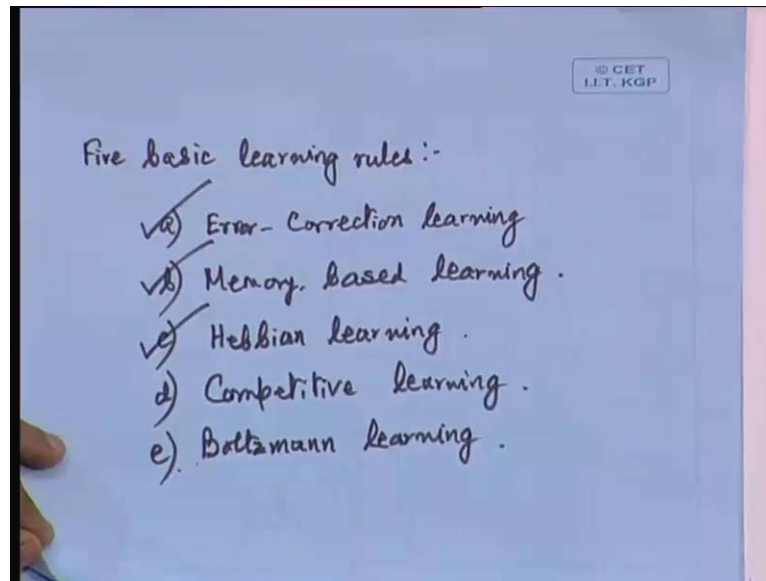 © CET
I.I.T. KGP
Five basic learning rules :-
a) Error-Correction learning
b) Memory. based learning .
c) Hebbian learning .
d) Competitive learning .
e) Boltzmann learning .